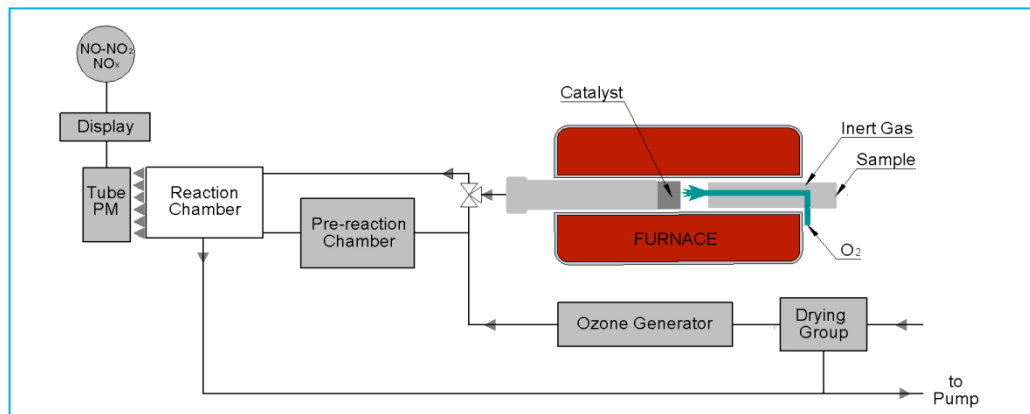 NO-NO₂
NOₓ
Display
Tube
PM
Reaction
Chamber
Pre-reaction
Chamber
Catalyst
Inert Gas
Sample
FURNACE
O₂
Ozone Generator
Drying
Group
to
Pump